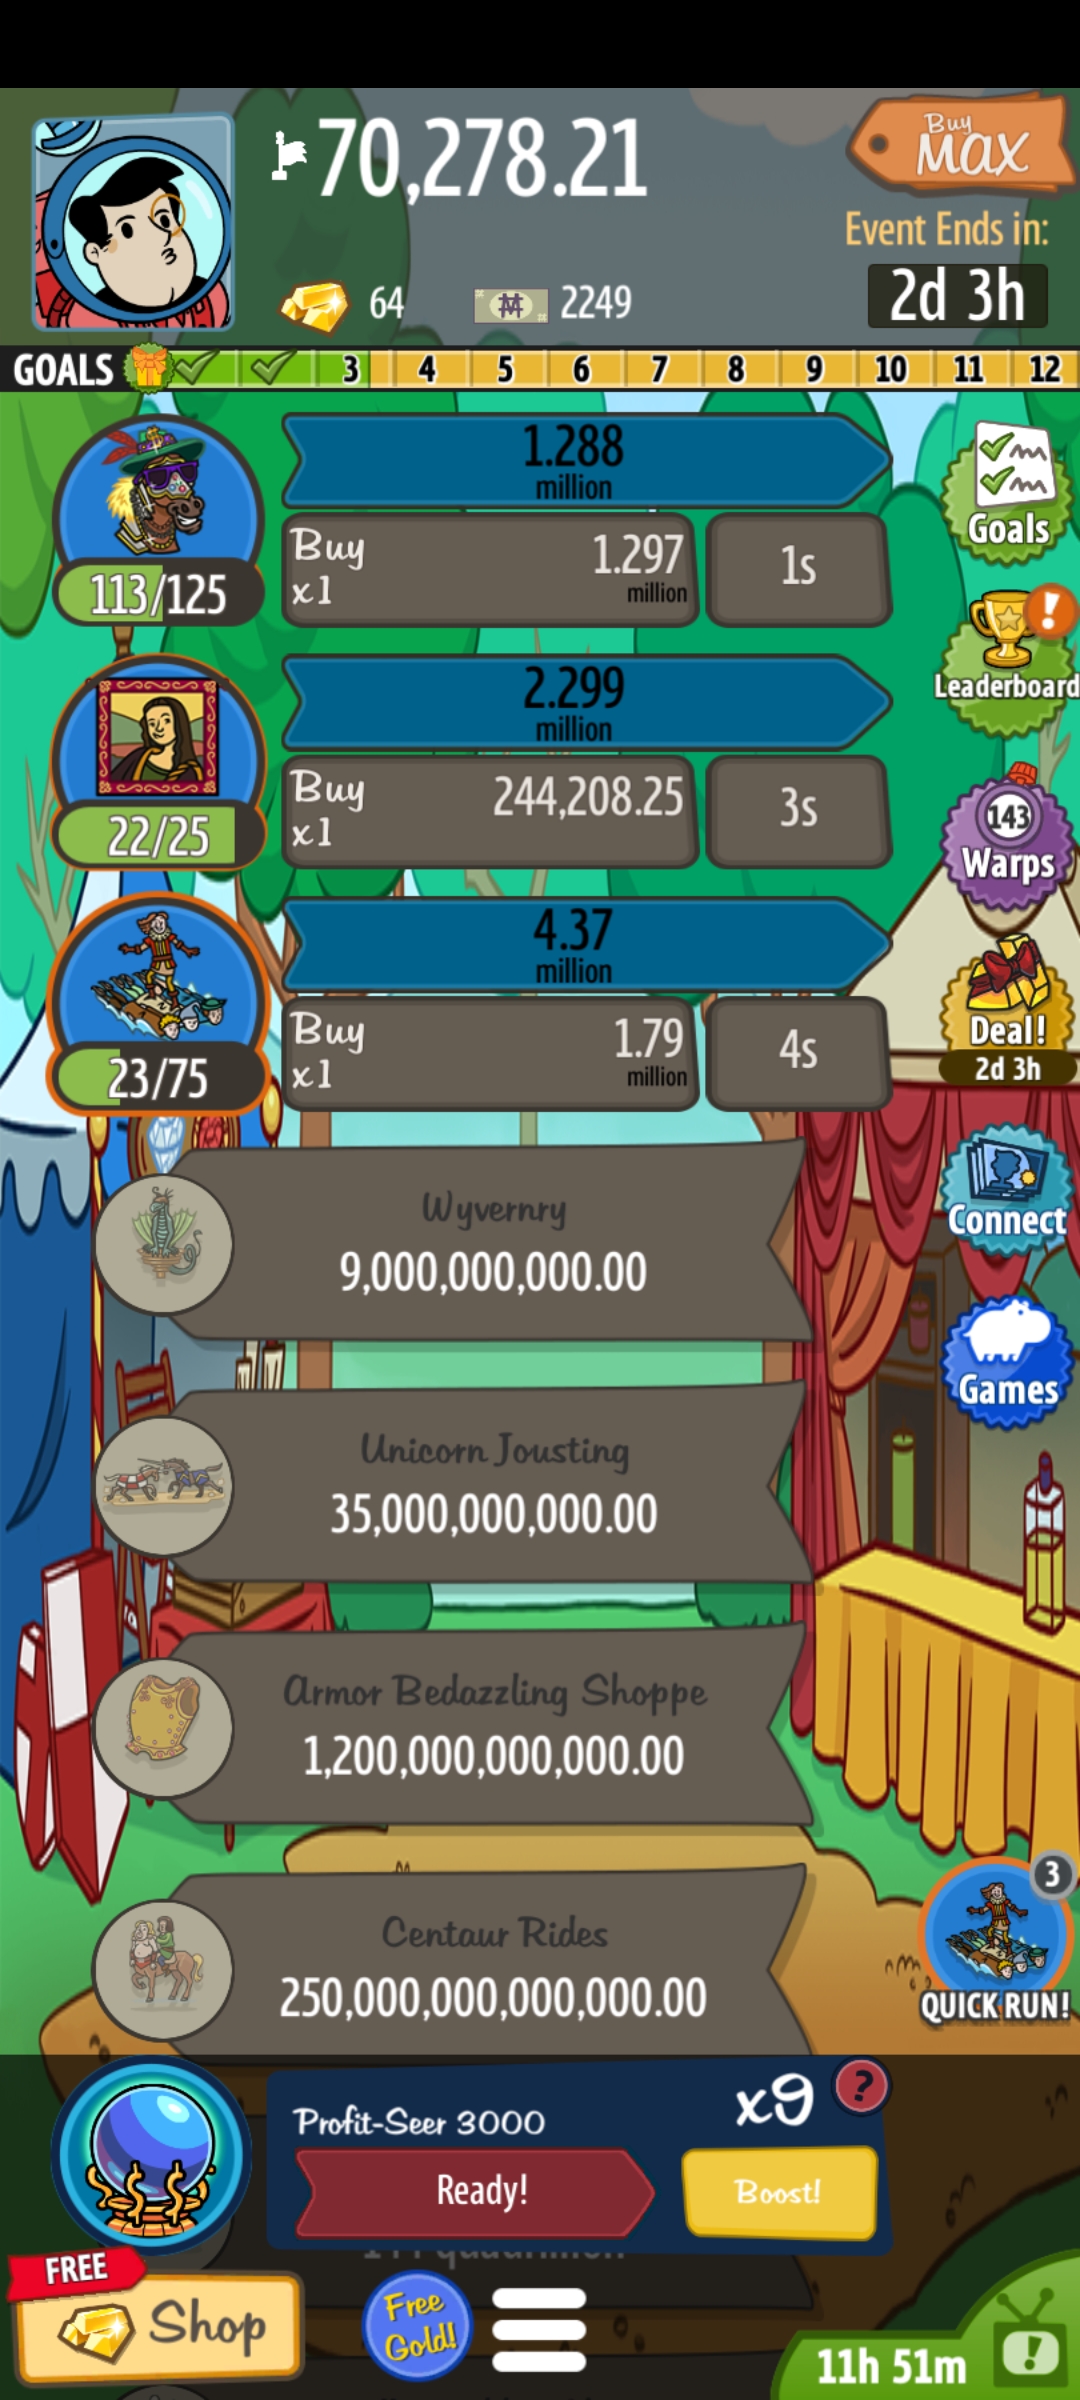 70,278.21
Buy
MAX
Event Ends in:
2d 3h
64
2249
GOALS 3 4 5 6 7 8 9 10 11 12
1.288
million
113/125
Buy
x1
1.297
million
1s
Goals
Leaderboard
2.299
million
22/25
Buy
x1
244,208.25
3s
143
Warps
4.37
million
23/75
Buy
x1
1.79
million
4s
Deal!
2d 3h
Wyvernry
9,000,000,000.00
Connect
Unicorn Jousting
35,000,000,000.00
Games
Armor Bedazzling Shoppe
1,200,000,000,000.00
Centaur Rides
250,000,000,000,000.00
3
QUICK RUN!
Profit-Seer 3000
x9
?
Ready!
Boost!
FREE
Shop
Free
Gold!
11h 51m
!